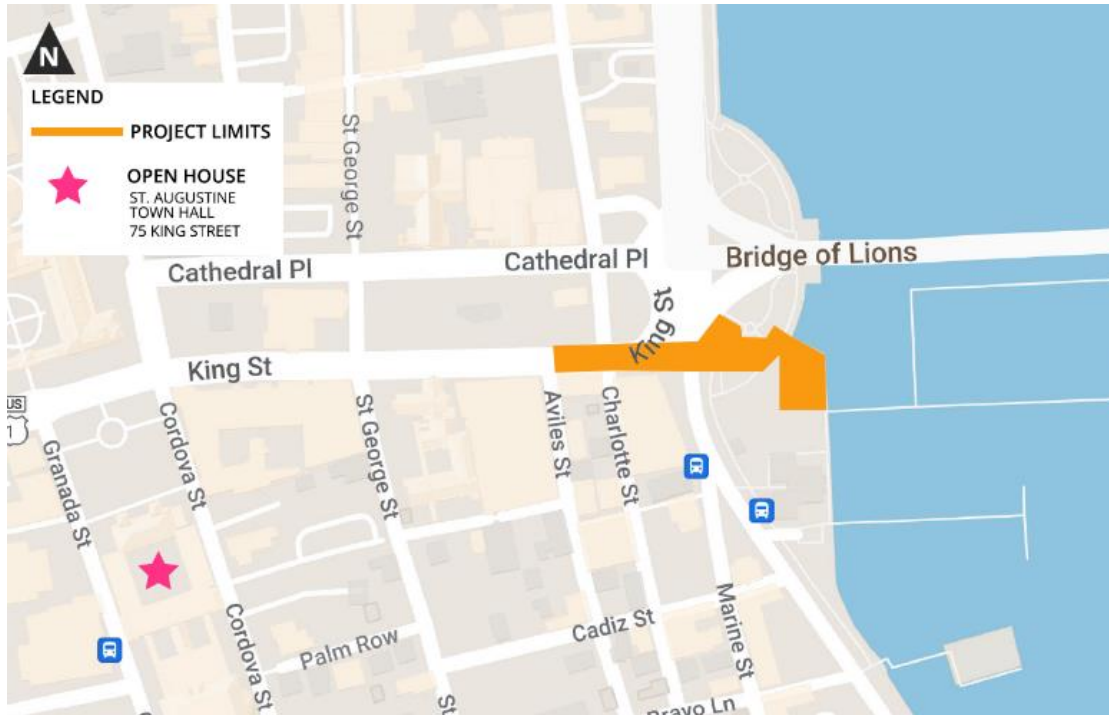 N
LEGEND
PROJECT LIMITS
OPEN HOUSE
ST. AUGUSTINE
TOWN HALL
75 KING STREET
St George St
Cathedral Pl
Cathedral Pl
Bridge of Lions
King St
King St
US
1
Granada St
Cordova St
St George St
Aviles St
Charlotte St
Cordova St
Palm Row
Cadiz St
Marine St
St
Bravo Ln